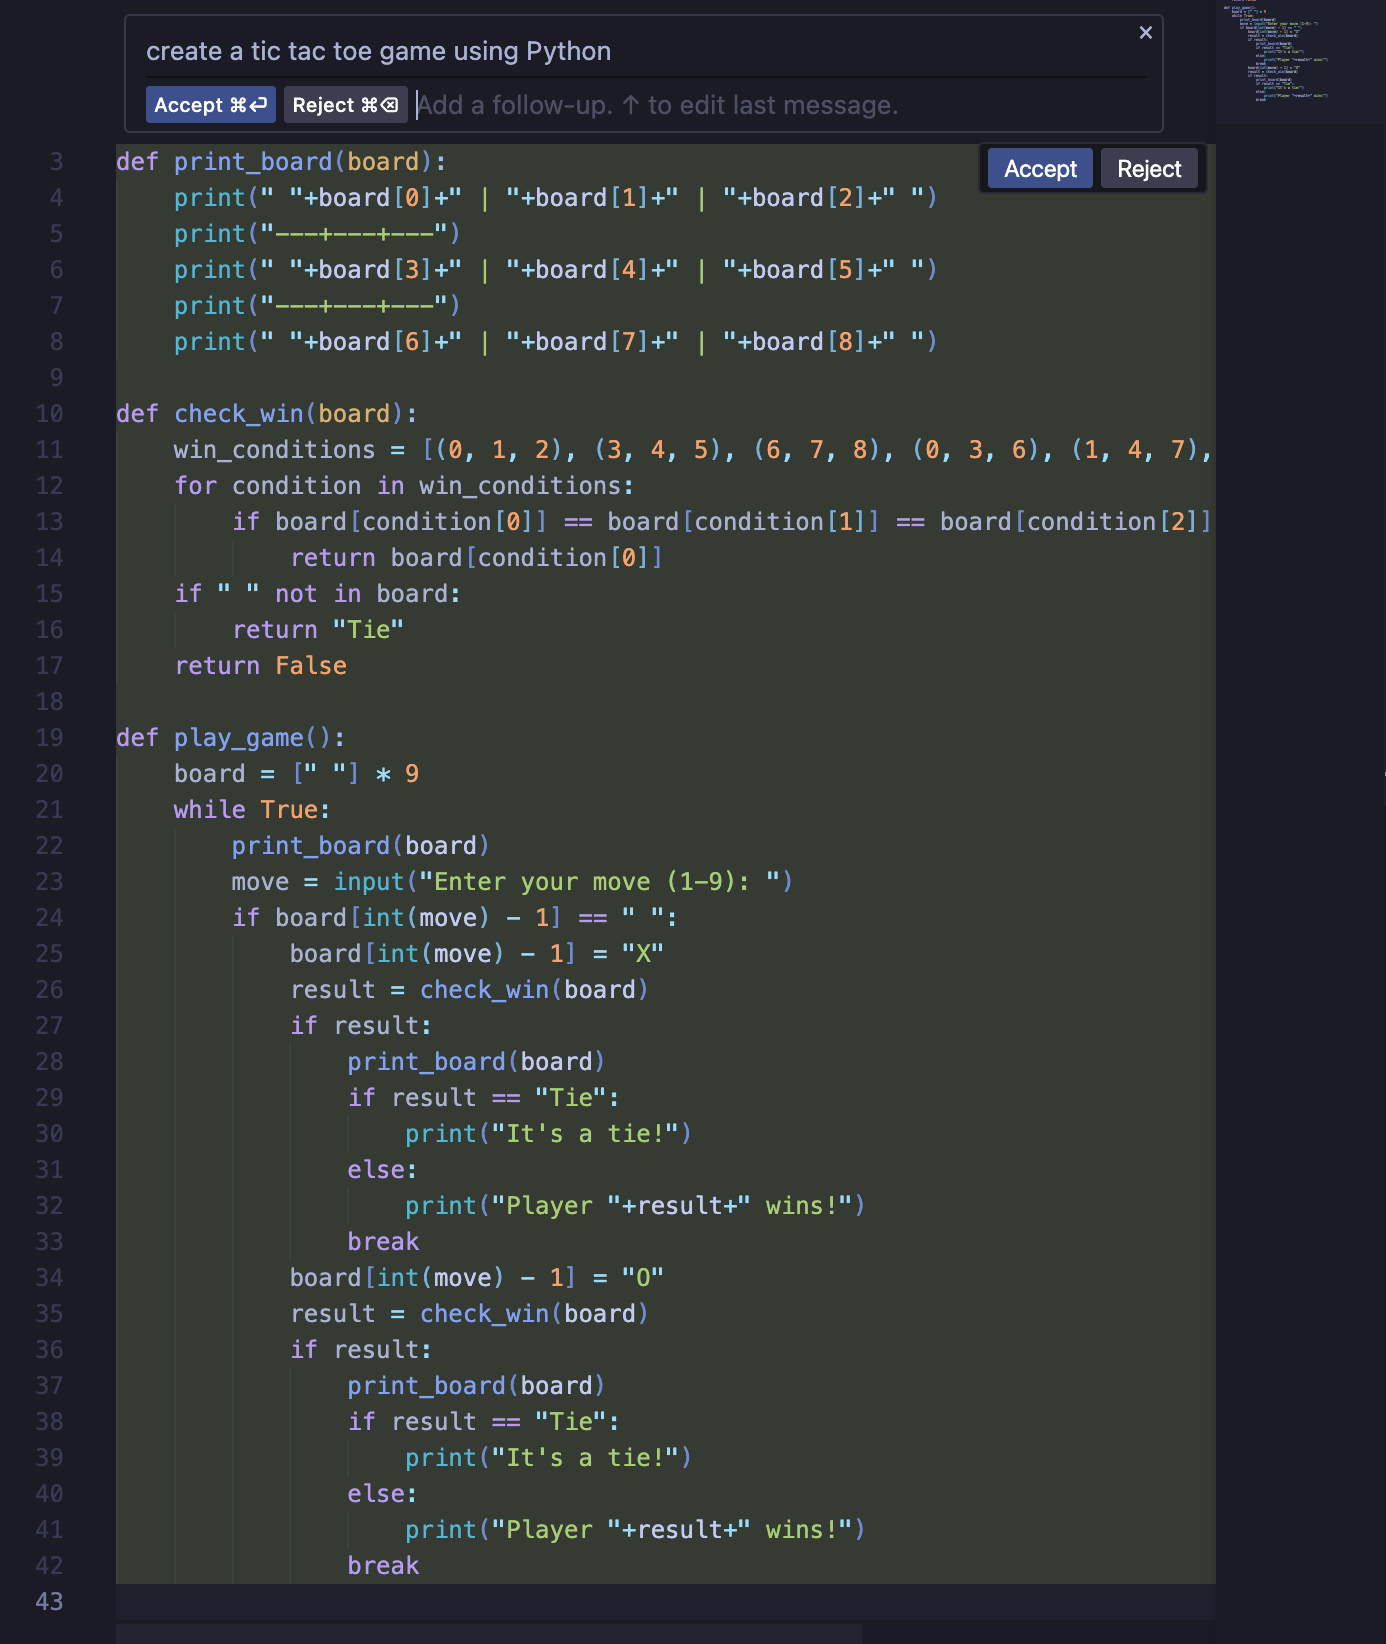 create a tic tac toe game using Python
×
Accept ⌘⏎ Reject ⌘⌫ Add a follow-up. ↑ to edit last message.
Accept Reject
3 def print_board(board):
4     print(" "+board[0]+" | "+board[1]+" | "+board[2]+" ")
5     print("---+---+---")
6     print(" "+board[3]+" | "+board[4]+" | "+board[5]+" ")
7     print("---+---+---")
8     print(" "+board[6]+" | "+board[7]+" | "+board[8]+" ")
9
10 def check_win(board):
11     win_conditions = [(0, 1, 2), (3, 4, 5), (6, 7, 8), (0, 3, 6), (1, 4, 7),
12     for condition in win_conditions:
13         if board[condition[0]] == board[condition[1]] == board[condition[2]]
14             return board[condition[0]]
15     if " " not in board:
16         return "Tie"
17     return False
18
19 def play_game():
20     board = [" "] * 9
21     while True:
22         print_board(board)
23         move = input("Enter your move (1-9): ")
24         if board[int(move) - 1] == " ":
25             board[int(move) - 1] = "X"
26             result = check_win(board)
27             if result:
28                 print_board(board)
29                 if result == "Tie":
30                     print("It's a tie!")
31                 else:
32                     print("Player "+result+" wins!")
33                 break
34             board[int(move) - 1] = "O"
35             result = check_win(board)
36             if result:
37                 print_board(board)
38                 if result == "Tie":
39                     print("It's a tie!")
40                 else:
41                     print("Player "+result+" wins!")
42                 break
43